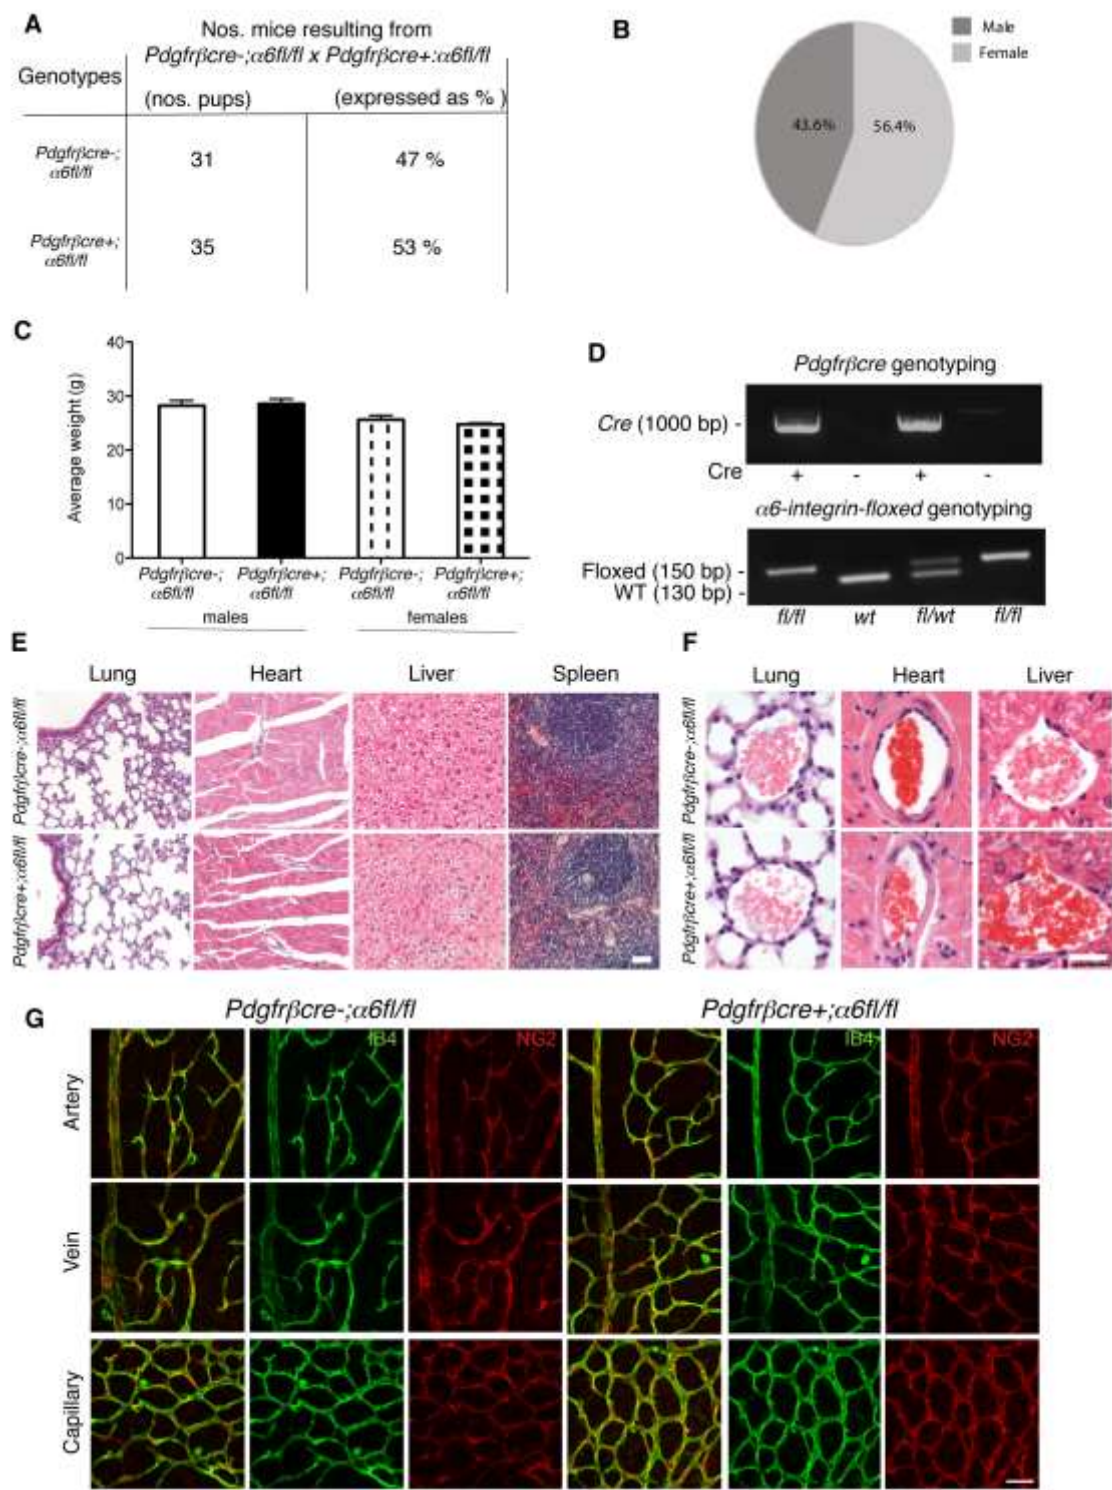 A
Nos. mice resulting from
Pdgfrβcre-;α6fl/fl x Pdgfrβcre+:α6fl/fl
Genotypes
(nos. pups) (expressed as % )
Pdgfrβcre-;
α6fl/fl
31 47 %
Pdgfrβcre+;
α6fl/fl
35 53 %
B
Male
Female
43.6% 56.4%
C
Average weight (g)
40
30
20
10
0
Pdgfrβcre-; Pdgfrβcre+; Pdgfrβcre-; Pdgfrβcre+;
α6fl/fl α6fl/fl α6fl/fl α6fl/fl
males females
D
Pdgfrβcre genotyping
Cre (1000 bp) -
Cre + - + -
α6-integrin-floxed genotyping
Floxed (150 bp) -
WT (130 bp) -
fl/fl wt fl/wt fl/fl
E
Lung Heart Liver Spleen
Pdgfrβcre-;α6fl/fl
Pdgfrβcre+;α6fl/fl
F
Lung Heart Liver
Pdgfrβcre-;α6fl/fl
Pdgfrβcre+;α6fl/fl
G
Pdgfrβcre-;α6fl/fl Pdgfrβcre+;α6fl/fl
IB4 NG2 IB4 NG2
Artery
Vein
Capillary